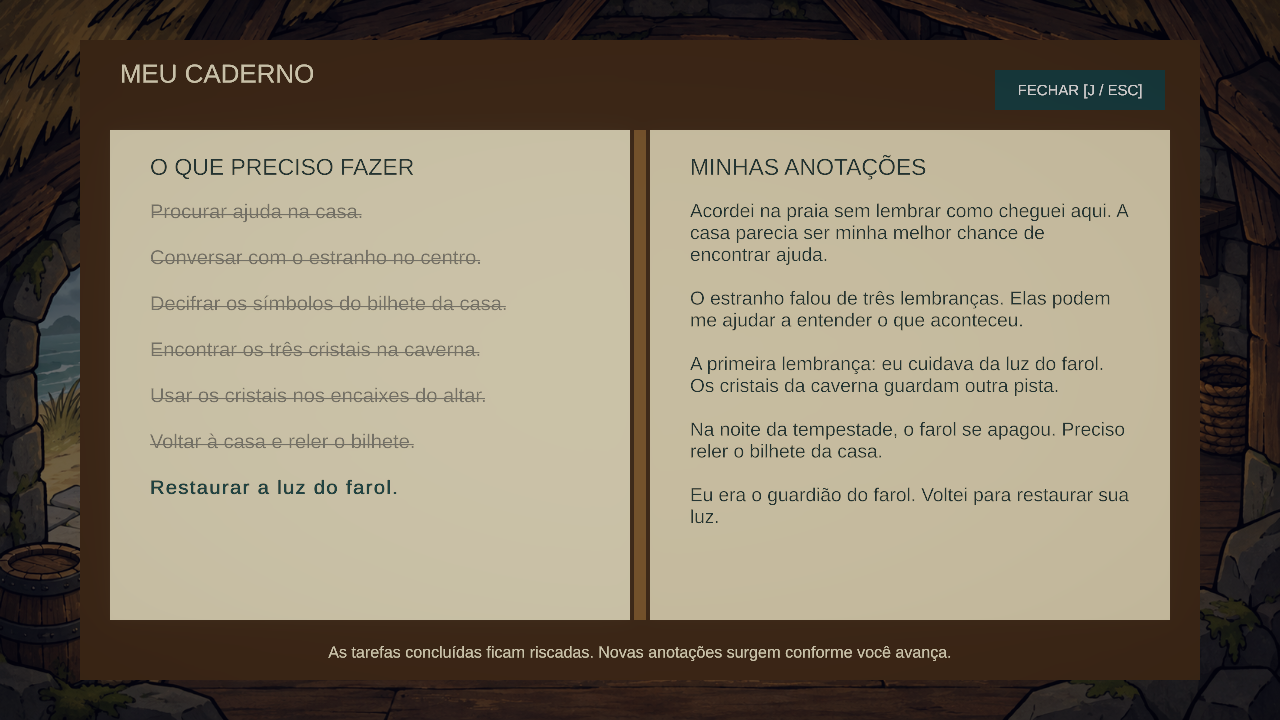 MEU CADERNO
FECHAR [J / ESC]
O QUE PRECISO FAZER
Procurar ajuda na casa.
Conversar com o estranho no centro.
Decifrar os símbolos do bilhete da casa.
Encontrar os três cristais na caverna.
Usar os cristais nos encaixes do altar.
Voltar à casa e reler o bilhete.
Restaurar a luz do farol.
MINHAS ANOTAÇÕES
Acordei na praia sem lembrar como cheguei aqui. A
casa parecia ser minha melhor chance de
encontrar ajuda.
O estranho falou de três lembranças. Elas podem
me ajudar a entender o que aconteceu.
A primeira lembrança: eu cuidava da luz do farol.
Os cristais da caverna guardam outra pista.
Na noite da tempestade, o farol se apagou. Preciso
reler o bilhete da casa.
Eu era o guardião do farol. Voltei para restaurar sua
luz.
As tarefas concluídas ficam riscadas. Novas anotações surgem conforme você avança.